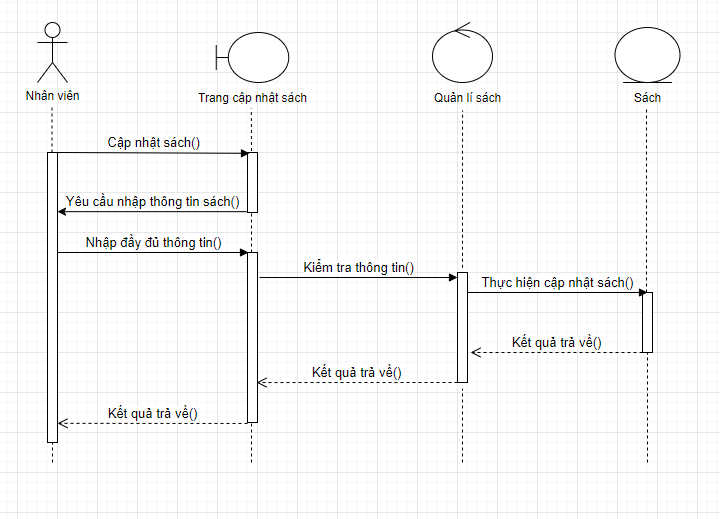 Nhân viên
Trang cập nhật sách
Quản lí sách
Sách
Cập nhật sách()
Yêu cầu nhập thông tin sách()
Nhập đầy đủ thông tin()
Kiểm tra thông tin()
Thực hiện cập nhật sách()
Kết quả trả về()
Kết quả trả về()
Kết quả trả về()